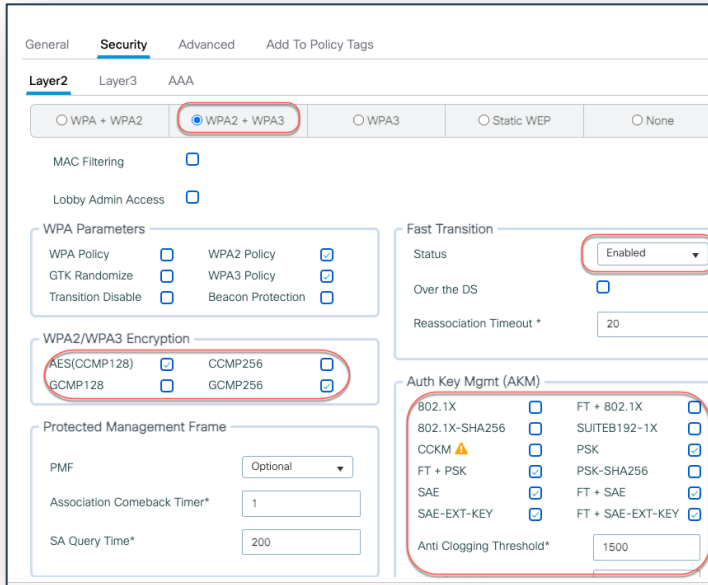 General Security Advanced Add To Policy Tags
Layer2 Layer3 AAA
WPA + WPA2 WPA2 + WPA3 WPA3 Static WEP None
MAC Filtering
Lobby Admin Access
WPA Parameters
WPA Policy WPA2 Policy
GTK Randomize WPA3 Policy
Transition Disable Beacon Protection
WPA2/WPA3 Encryption
AES(CCMP128) CCMP256
GCMP128 GCMP256
Protected Management Frame
PMF Optional
Association Comeback Timer* 1
SA Query Time* 200
Fast Transition
Status Enabled
Over the DS
Reassociation Timeout * 20
Auth Key Mgmt (AKM)
802.1X FT + 802.1X
802.1X-SHA256 SUITEB192-1X
CCKM PSK
FT + PSK PSK-SHA256
SAE FT + SAE
SAE-EXT-KEY FT + SAE-EXT-KEY
Anti Clogging Threshold* 1500